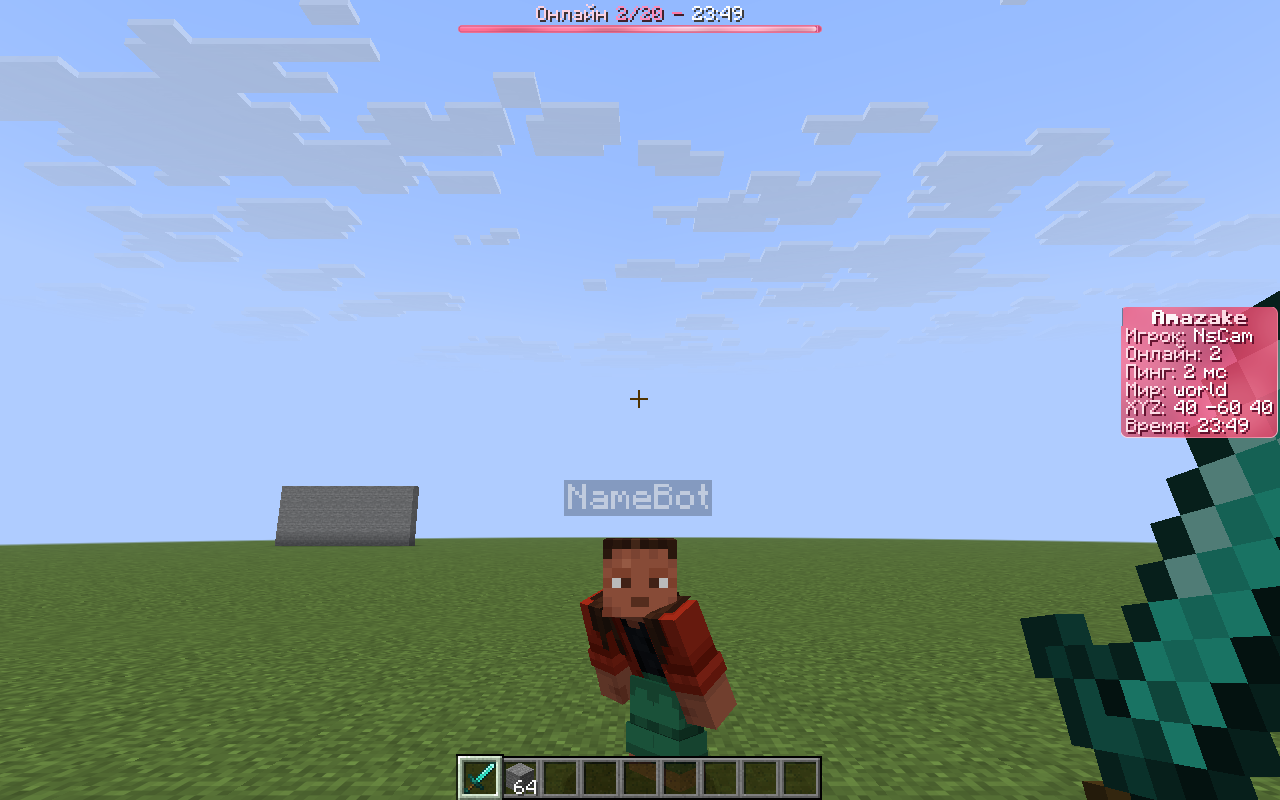 Онлайн 2/20 - 23:49
Amazake
Игрок: NsCam
Онлайн: 2
Пинг: 2 мс
Мир: world
XYZ: 40 -60 40
Время: 23:49
NameBot
64